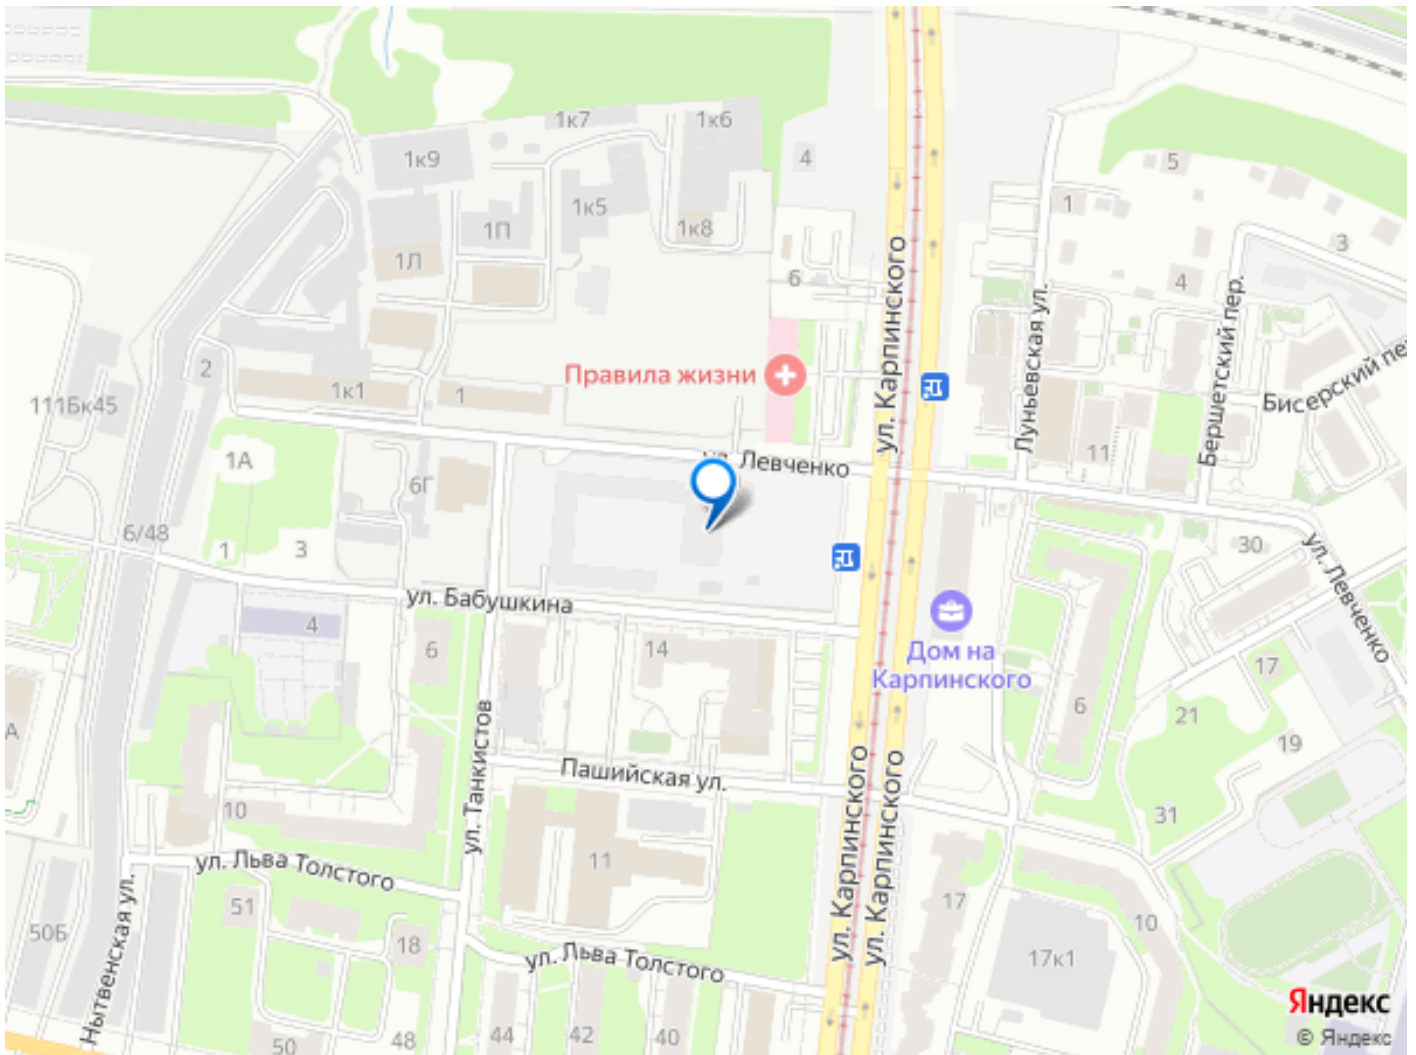 1к7
1к6
1к9
4
5
1к5
1
1П
1к8
3
1Л
6
4
ул. Карпинского
Луньевская ул.
Бершетский пер.
Правила жизни
2
1к1
1
111Бк45
Бисерский пе
11
1А
6Г
ул. Левченко
6/48
1
3
30
ул. Левченко
ул. Бабушкина
4
6
14
Дом на
Карпинского
17
6
21
19
А
ул. Танкистов
Пашийская ул.
10
31
ул. Карпинского
ул. Карпинского
ул. Льва Толстого
11
51
17
10
50Б
18
17к1
ул. Льва Толстого
Нытвенская ул.
44
42
40
48
50
Яндекс
© Яндекс